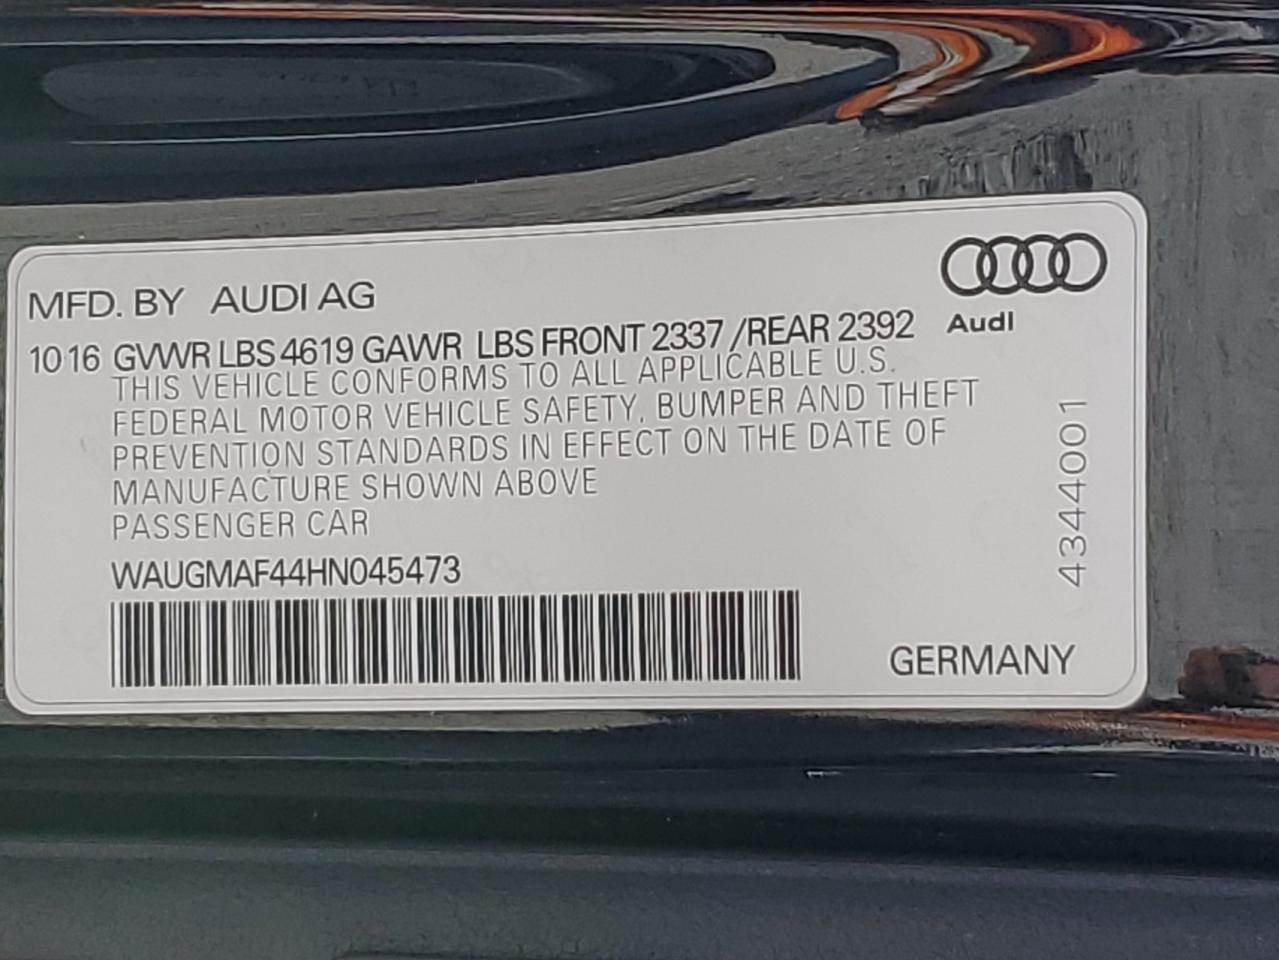 MFD. BY AUDI AG
10 16 GVWR LBS 4619 GAWR LBS FRONT 2337 /REAR 2392
Audi
THIS VEHICLE CONFORMS TO ALL APPLICABLE U.S.
FEDERAL MOTOR VEHICLE SAFETY, BUMPER AND THEFT
PREVENTION STANDARDS IN EFFECT ON THE DATE OF
MANUFACTURE SHOWN ABOVE
PASSENGER CAR
WAUGMAF44HN045473
4344001
GERMANY